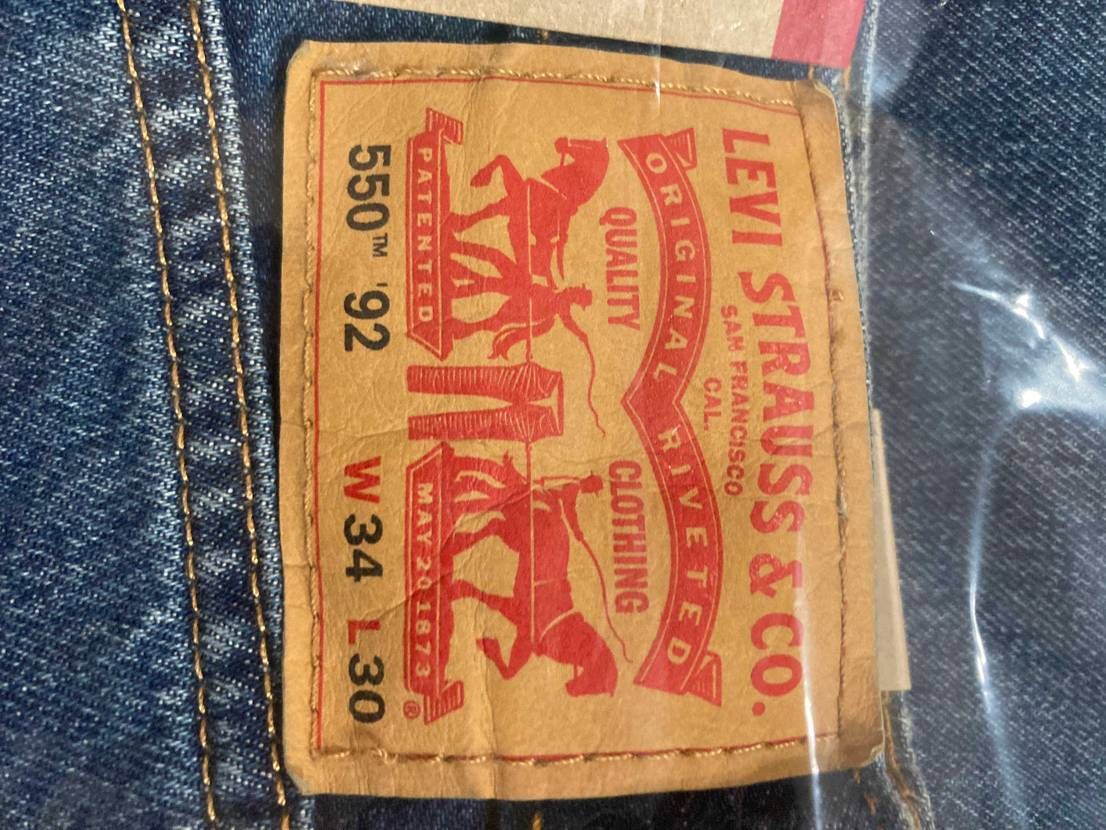 LEVI STRAUSS & CO.
SAN FRANCISCO
CAL.
ORIGINAL RIVETED
QUALITY CLOTHING
PATENTED MAY 20 1873
®
550™ '92 W 34 L 30